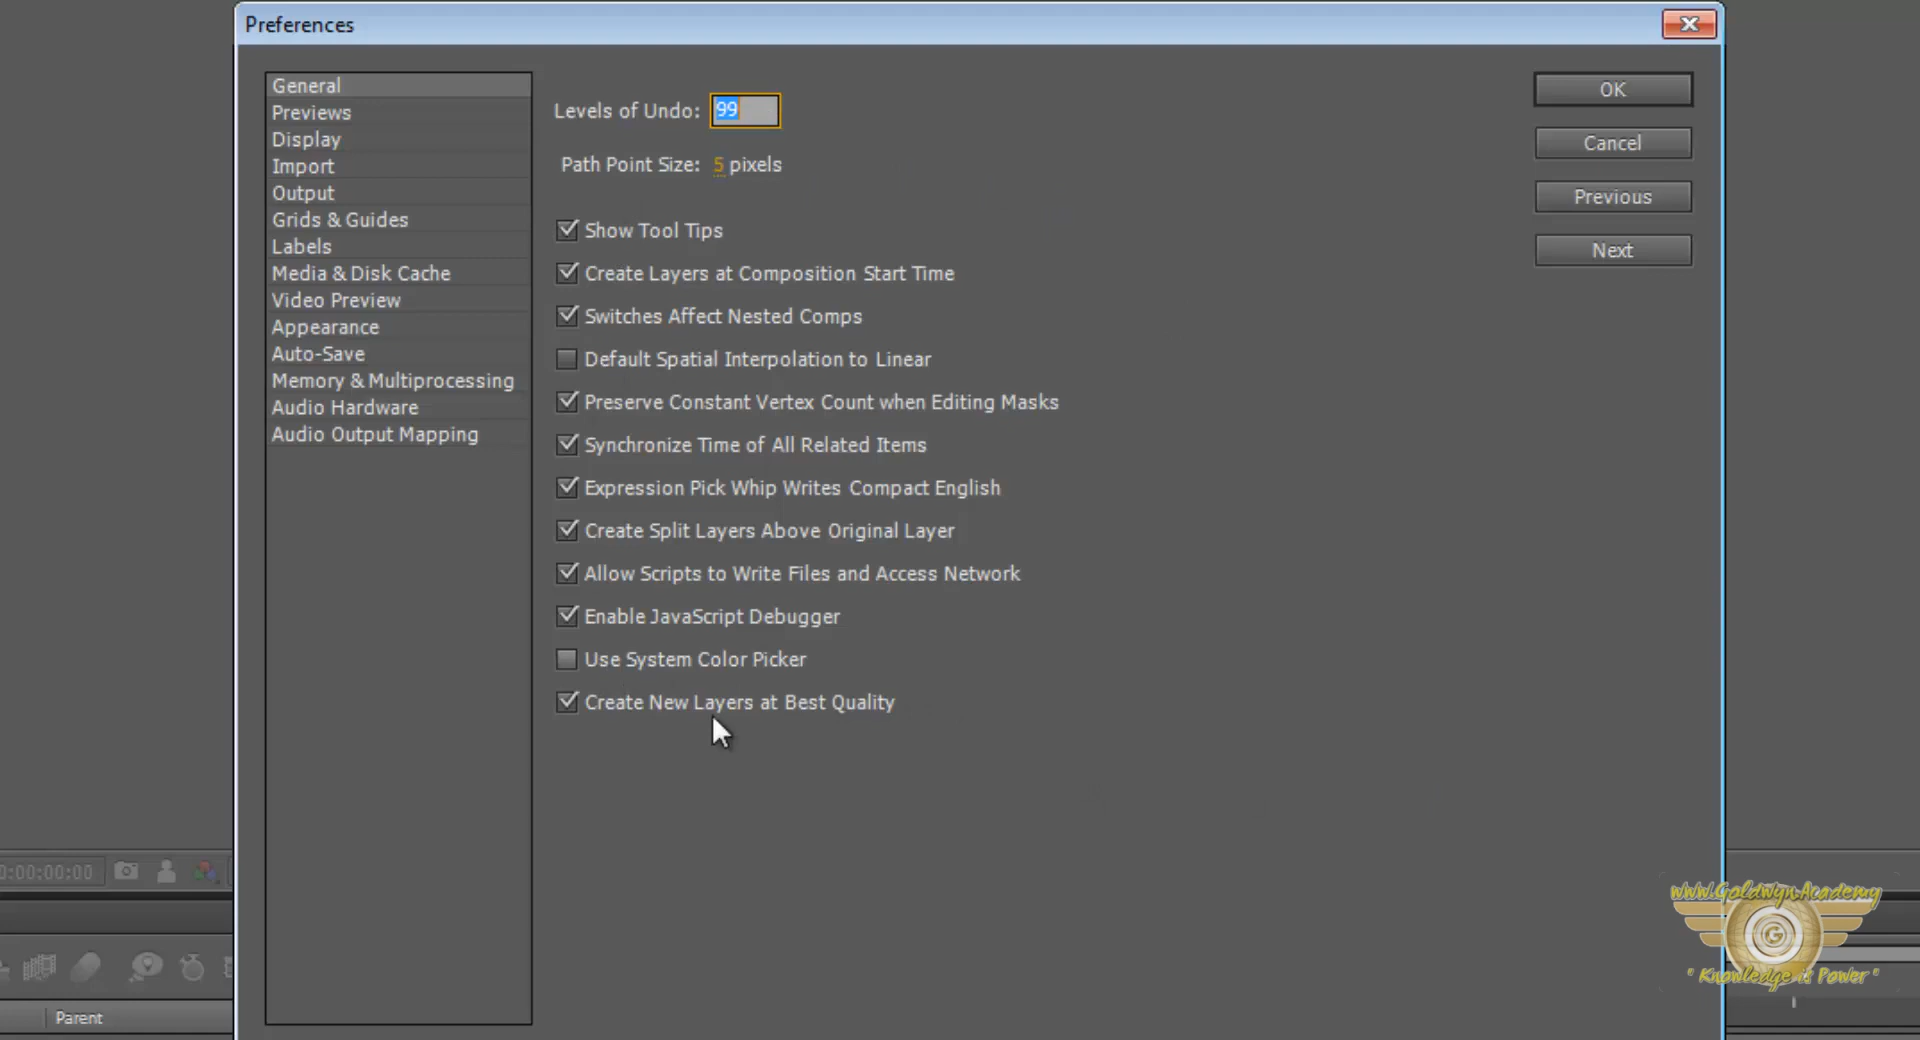 Preferences
General
Previews
Display
Import
Output
Grids & Guides
Labels
Media & Disk Cache
Video Preview
Appearance
Auto-Save
Memory & Multiprocessing
Audio Hardware
Audio Output Mapping
Levels of Undo: 99
Path Point Size: 5 pixels
Show Tool Tips
Create Layers at Composition Start Time
Switches Affect Nested Comps
Default Spatial Interpolation to Linear
Preserve Constant Vertex Count when Editing Masks
Synchronize Time of All Related Items
Expression Pick Whip Writes Compact English
Create Split Layers Above Original Layer
Allow Scripts to Write Files and Access Network
Enable JavaScript Debugger
Use System Color Picker
Create New Layers at Best Quality
OK
Cancel
Previous
Next
0:00:00:00
Parent
www.Goldwyn.Academy
G
" Knowledge is Power "